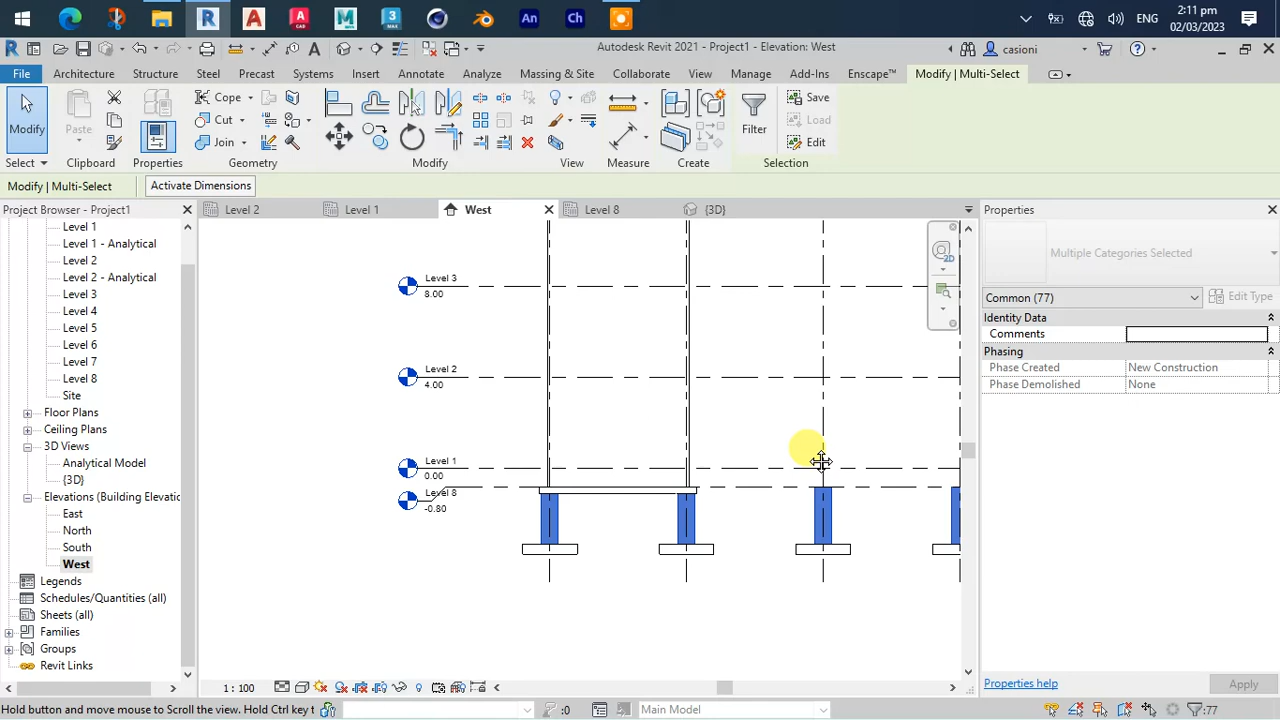 2:11 PM
ENG
02/03/2023
An
Ch
Autodesk Revit 2021 - Project1 - Elevation: West
casioni
File
Architecture
Structure
Steel
Precast
Systems
Insert
Annotate
Analyze
Massing & Site
Collaborate
View
Manage
Add-Ins
Enscape™
Modify | Multi-Select
Modify
Paste
Cope
Cut
Join
Filter
Save
Load
Edit
Select
Clipboard
Properties
Geometry
Modify
View
Measure
Create
Selection
Modify | Multi-Select
Activate Dimensions
Project Browser - Project1
Level 2
Level 1
West
Level 8
{3D}
Properties
Level 1
Level 1 - Analytical
Level 2
Level 2 - Analytical
Level 3
Level 4
Level 5
Level 6
Level 7
Level 8
Site
Floor Plans
Ceiling Plans
3D Views
Analytical Model
{3D}
Elevations (Building Elevatic
East
North
South
West
Legends
Schedules/Quantities (all)
Sheets (all)
Families
Groups
Revit Links
Level 3
8.00
Level 2
4.00
Level 1
0.00
Level 8
-0.80
2D
Multiple Categories Selected
Common (77)
Edit Type
Identity Data
Comments
Phasing
Phase Created
New Construction
Phase Demolished
None
Properties help
Apply
1 : 100
Hold button and move mouse to Scroll the view. Hold Ctrl key t
:0
Main Model
:77